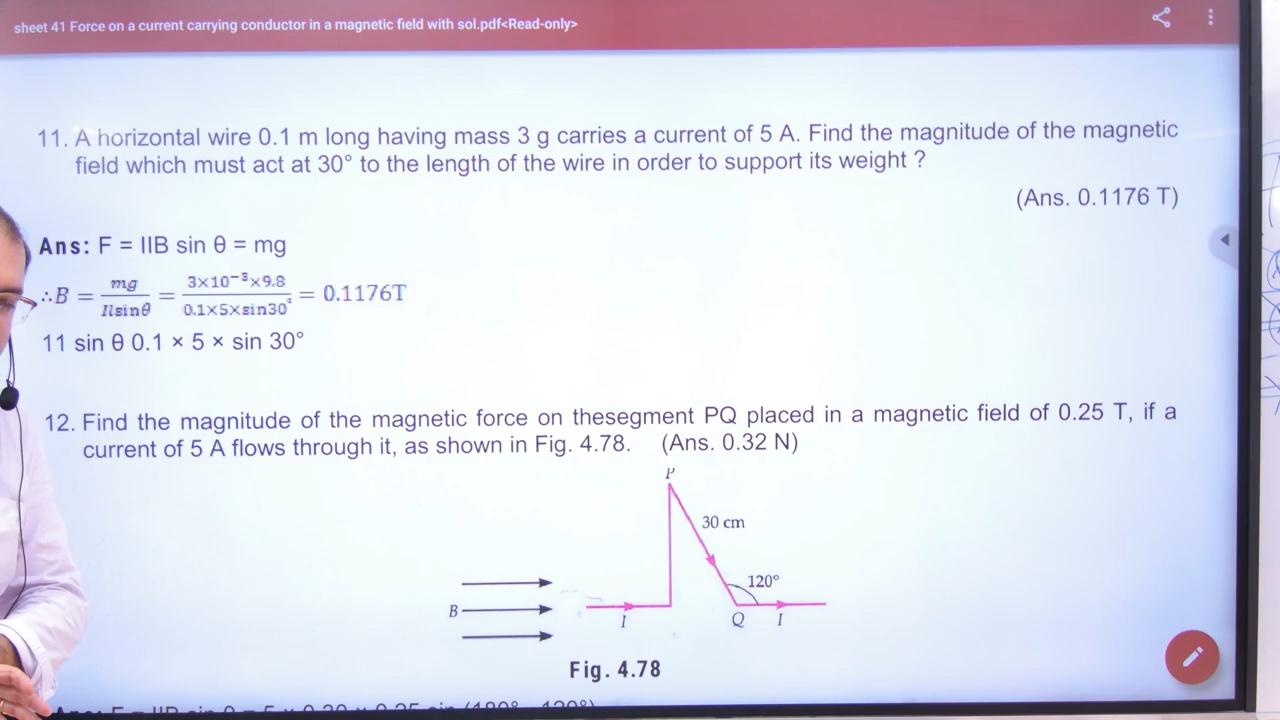 sheet 41 Force on a current carrying conductor in a magnetic field with sol.pdf<Read-only>
11. A horizontal wire 0.1 m long having mass 3 g carries a current of 5 A. Find the magnitude of the magnetic
field which must act at 30° to the length of the wire in order to support its weight ?
(Ans. 0.1176 T)
Ans: F = IIB sin θ = mg
∴B = mg/Ilsinθ = 3×10⁻³×9.8/0.1×5×sin30° = 0.1176T
11 sin θ 0.1 × 5 × sin 30°
12. Find the magnitude of the magnetic force on thesegment PQ placed in a magnetic field of 0.25 T, if a
current of 5 A flows through it, as shown in Fig. 4.78. (Ans. 0.32 N)
P
30 cm
120°
B
I
Q
I
Fig. 4.78